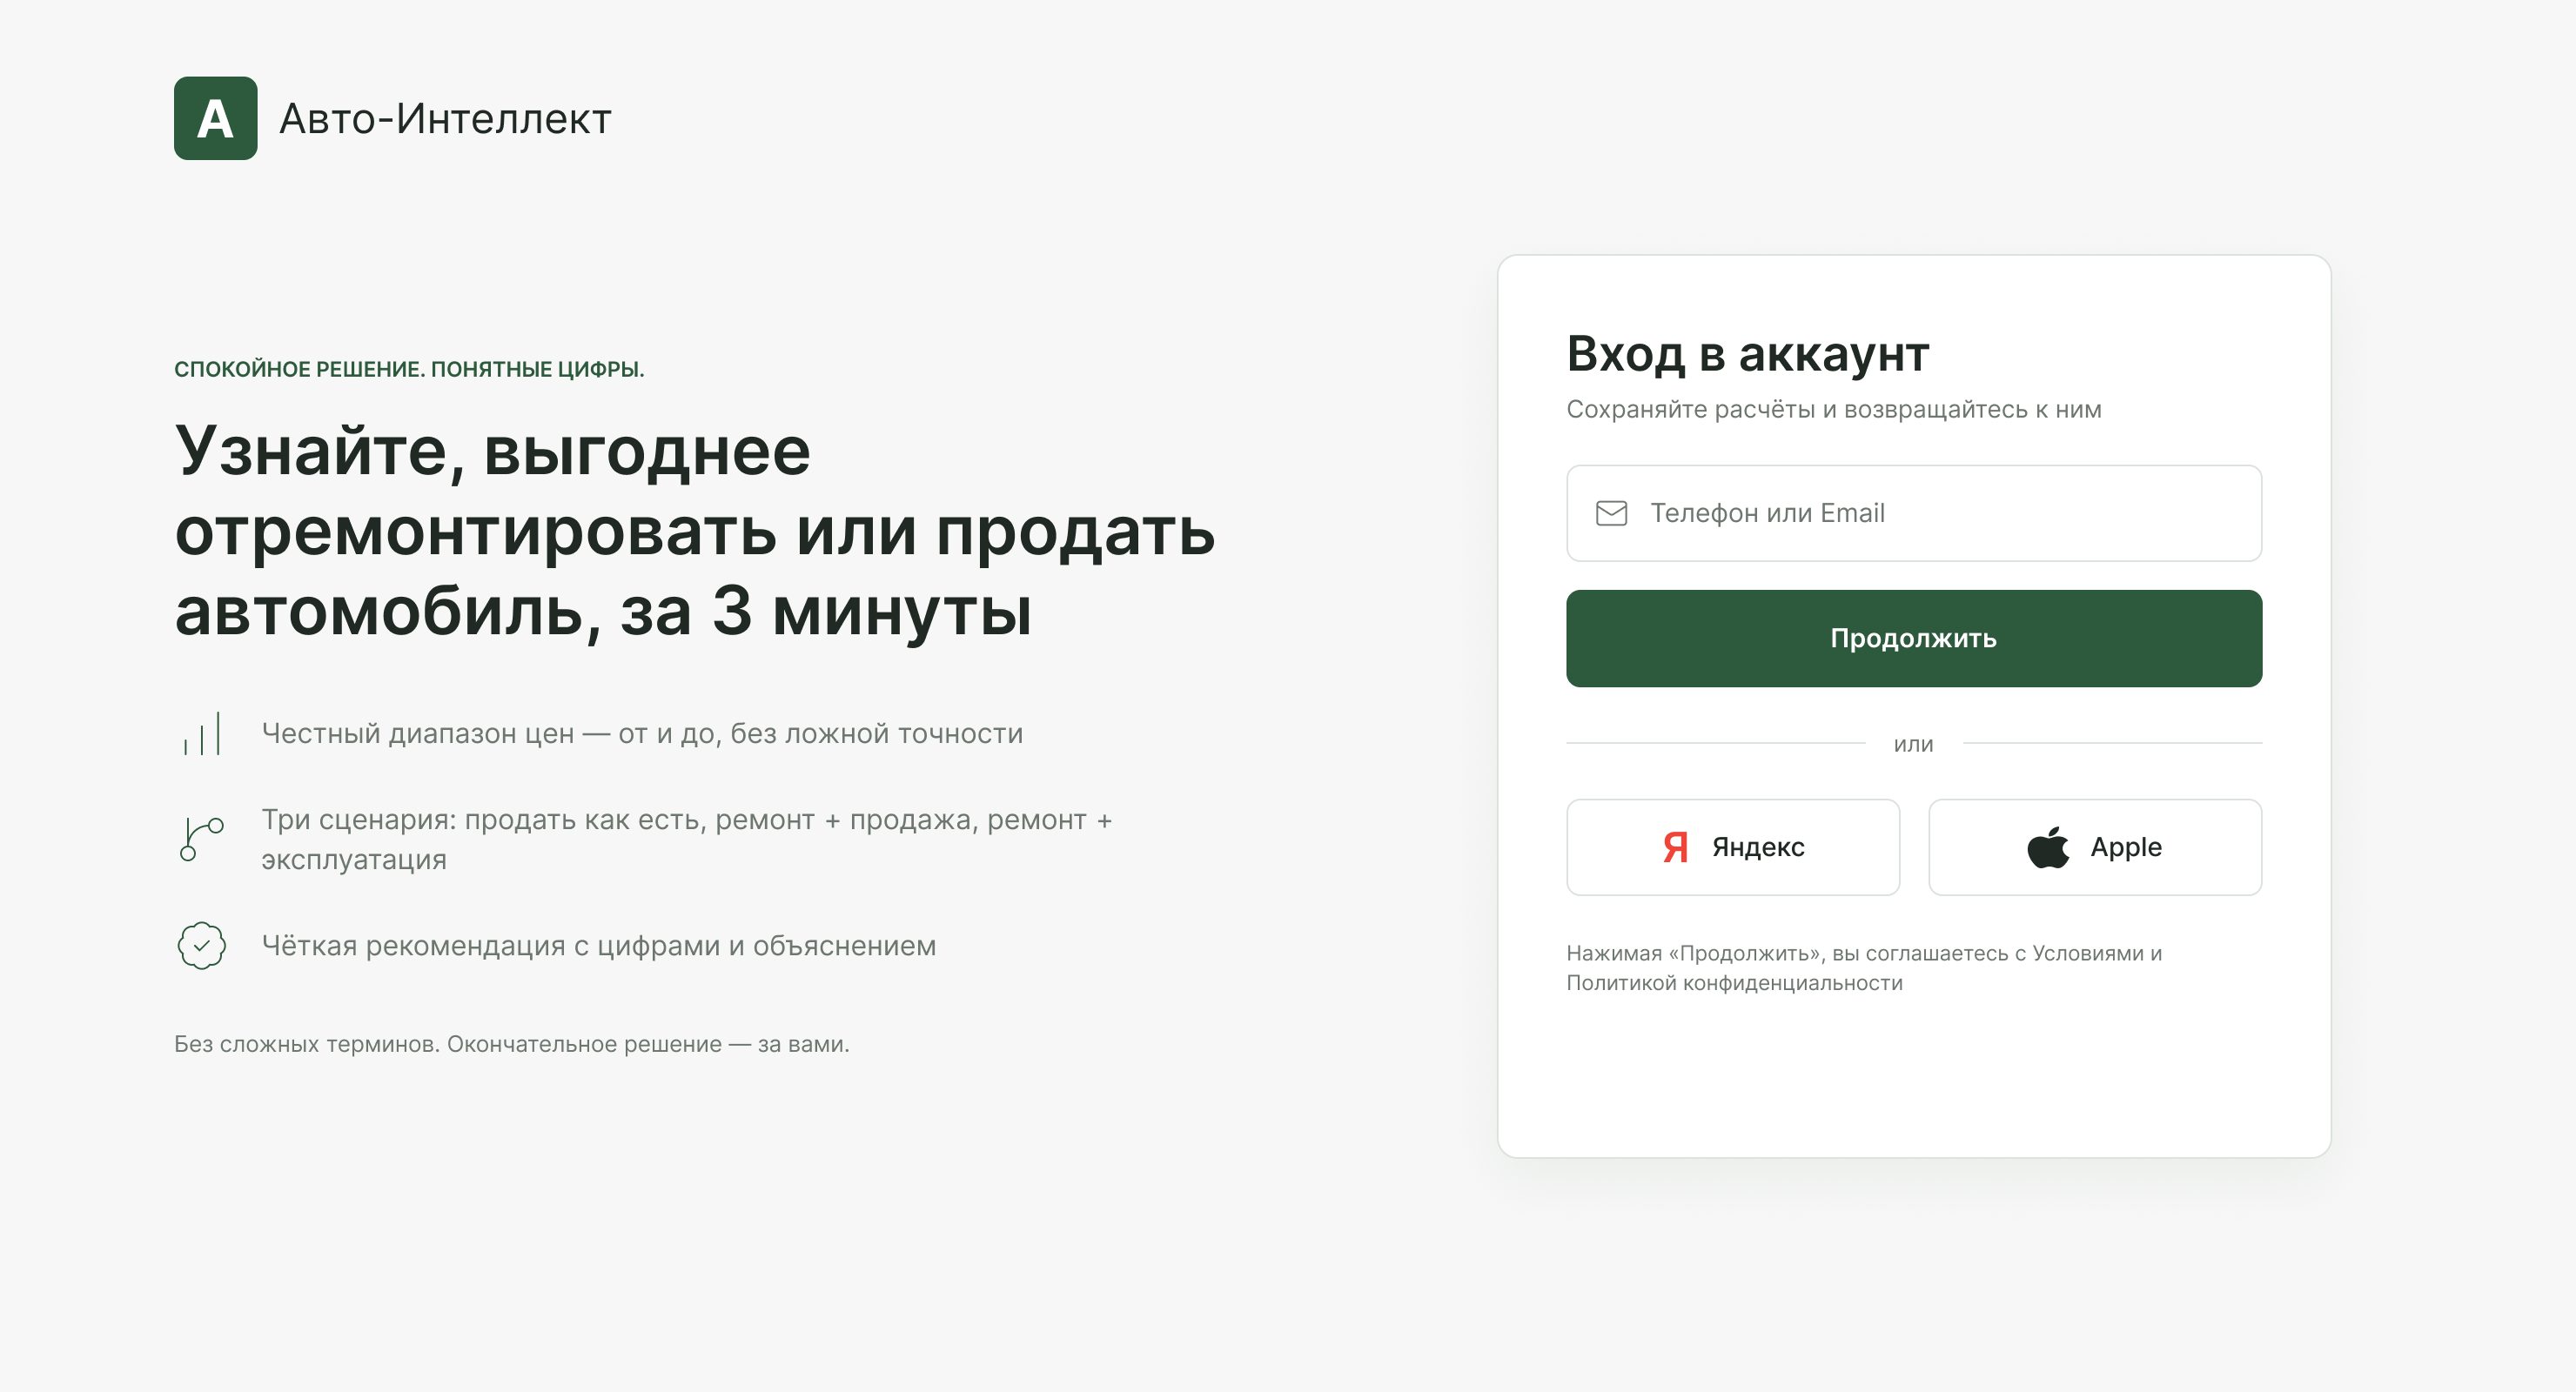 A
Авто-Интеллект
СПОКОЙНОЕ РЕШЕНИЕ. ПОНЯТНЫЕ ЦИФРЫ.
Узнайте, выгоднее
отремонтировать или продать
автомобиль, за 3 минуты
Честный диапазон цен — от и до, без ложной точности
Три сценария: продать как есть, ремонт + продажа, ремонт +
эксплуатация
Чёткая рекомендация с цифрами и объяснением
Без сложных терминов. Окончательное решение — за вами.
Вход в аккаунт
Сохраняйте расчёты и возвращайтесь к ним
Телефон или Email
Продолжить
или
Я Яндекс
Apple
Нажимая «Продолжить», вы соглашаетесь с Условиями и
Политикой конфиденциальности